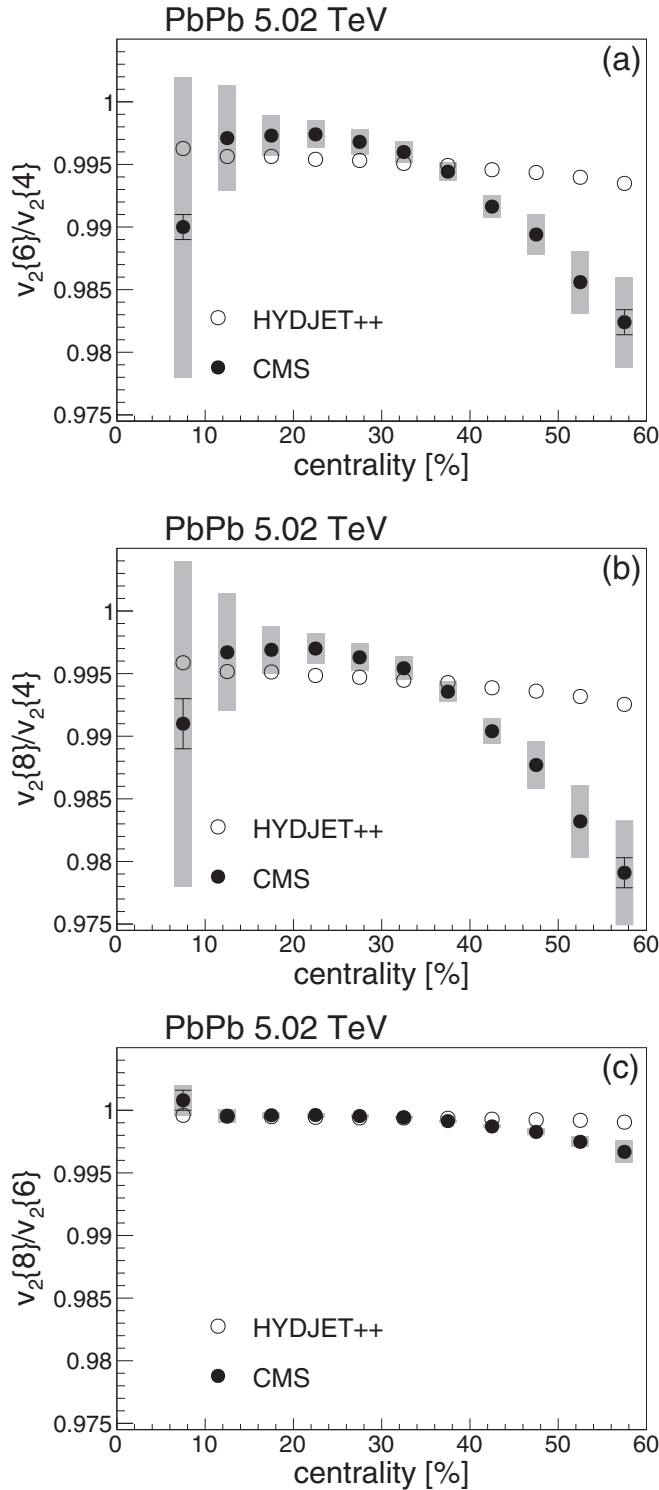 PbPb 5.02 TeV
(a)
1
0.995
0.99
0.985
0.98
0.975
v₂{6}/v₂{4}
HYDJET++
CMS
0 10 20 30 40 50 60
centrality [%]
PbPb 5.02 TeV
(b)
1
0.995
0.99
0.985
0.98
0.975
v₂{8}/v₂{4}
HYDJET++
CMS
0 10 20 30 40 50 60
centrality [%]
PbPb 5.02 TeV
(c)
1
0.995
0.99
0.985
0.98
0.975
v₂{8}/v₂{6}
HYDJET++
CMS
0 10 20 30 40 50 60
centrality [%]